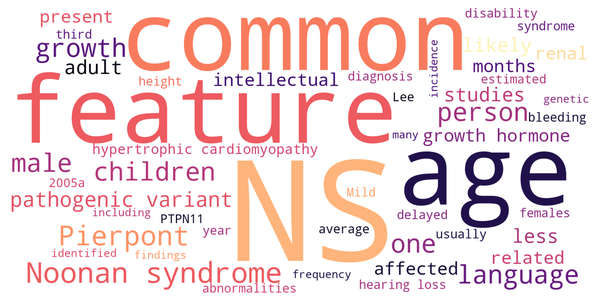 present
common
disability
syndrome
third
growth
likely
renal
adult
months
height
intellectual
diagnosis
incidence
estimated
feature
Lee
studies
genetic
person
bleeding
many
growth hormone
hypertrophic cardiomyopathy
male
children
NS
age
2005a
Mild
pathogenic variant
including
PTPN11
delayed
females
year
average
usually
Pierpont
one
less
identified
findings
related
Noonan syndrome
affected
language
frequency
hearing loss
abnormalities